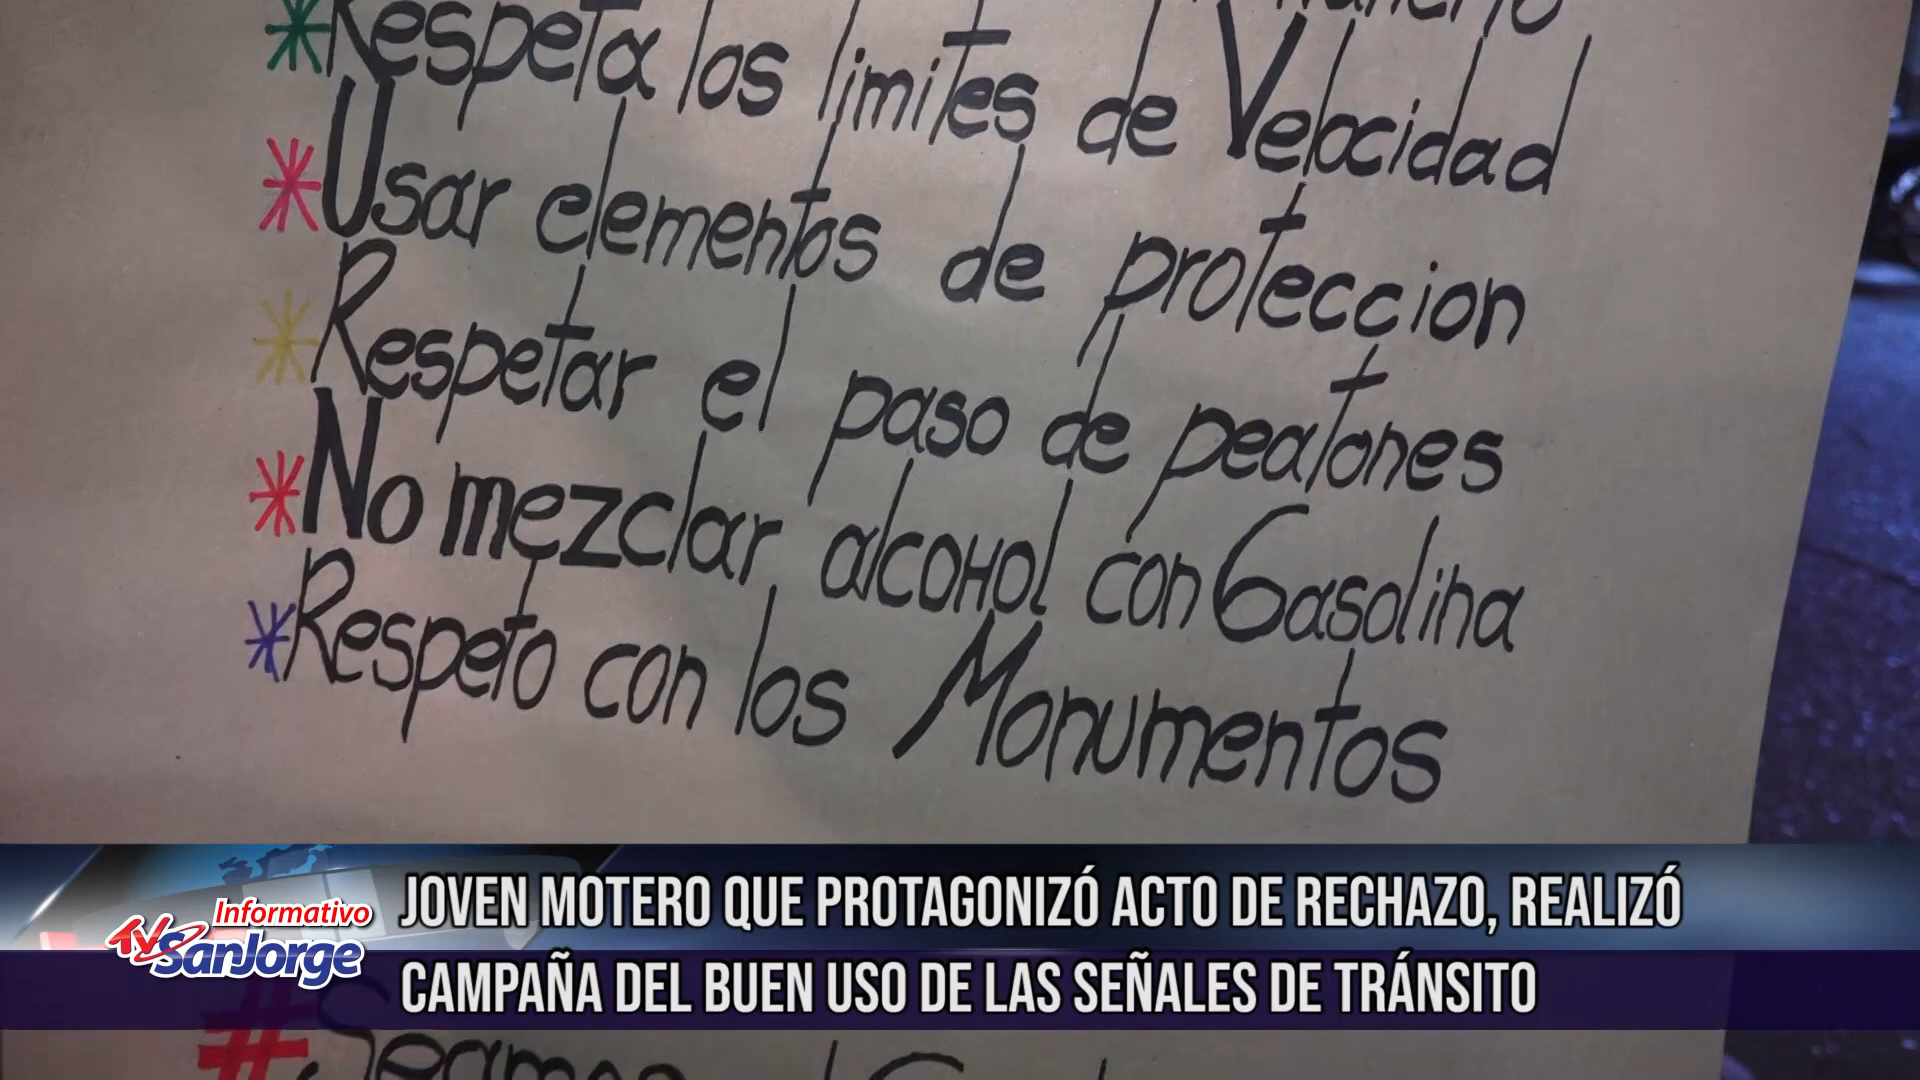 *Respeta los limites de Velocidad
*Usar elementos de proteccion
*Respetar el paso de peatones
*No mezclar alcoHol con Gasolina
*Respeto con los Monumentos
Informativo
TV SanJorge
JOVEN MOTERO QUE PROTAGONIZÓ ACTO DE RECHAZO, REALIZÓ
CAMPAÑA DEL BUEN USO DE LAS SEÑALES DE TRÁNSITO